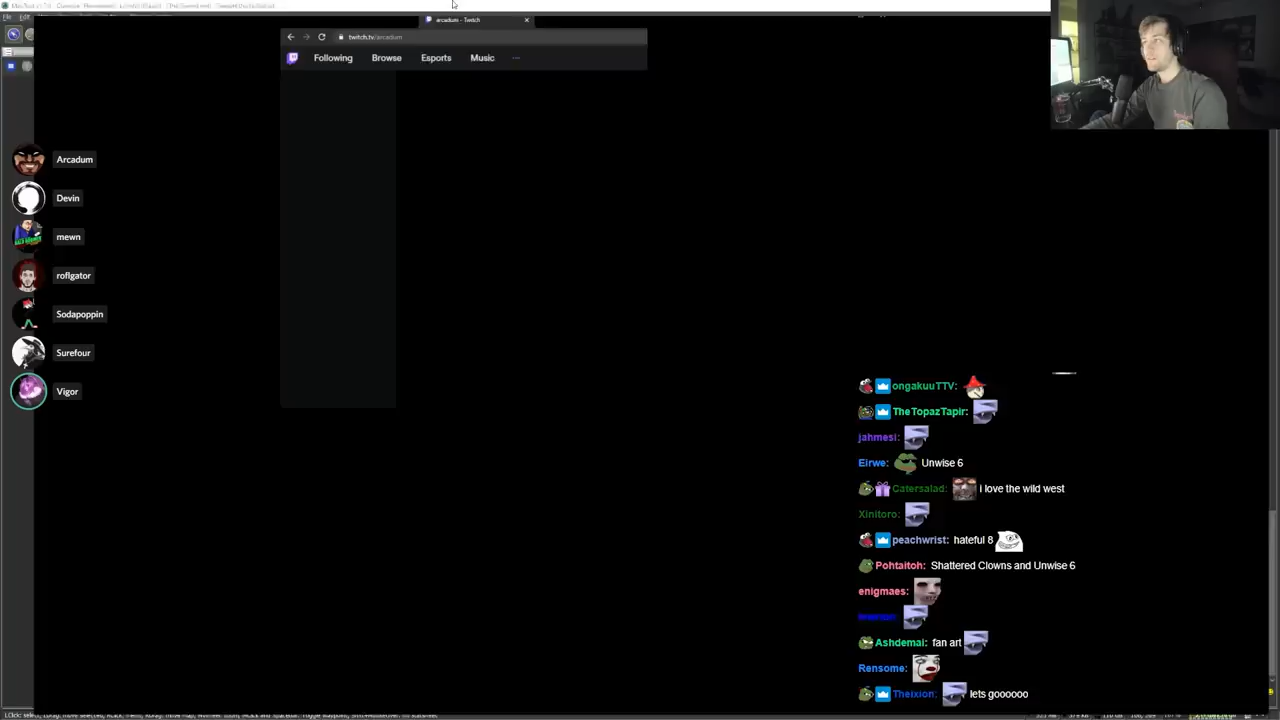 arcadum - Twitch
twitch.tv/arcadum
Following Browse Esports Music ...
Arcadum
Devin
mewn
roflgator
Sodapoppin
Surefour
Vigor
ongakuuTTV:
TheTopazTapir:
jahmesi:
Eirwe: Unwise 6
Catersalad: i love the wild west
Xinitoro:
peachwrist: hateful 8
Pohtaitoh: Shattered Clowns and Unwise 6
enigmaes:
Ashdemai: fan art
Rensome:
Theixion: lets goooooo